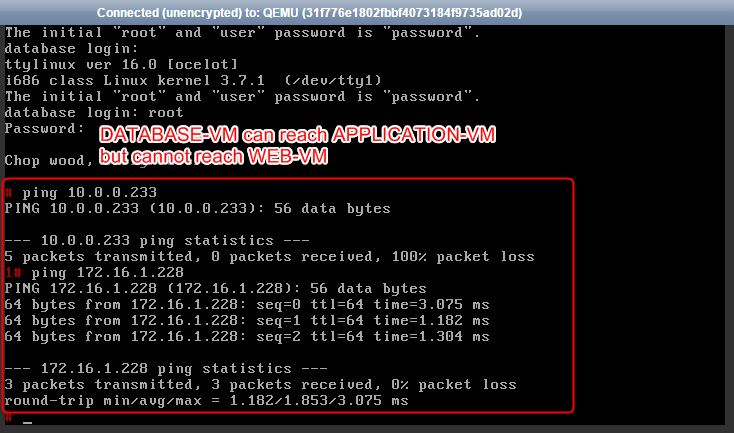 Connected (unencrypted) to: QEMU (31f776e1802fbbf4073184f9735ad02d)
The initial "root" and "user" password is "password".
database login:
ttylinux ver 16.0 [ocelot]
i686 class Linux kernel 3.7.1  (/dev/tty1)
The initial "root" and "user" password is "password".
database login: root
Password:
DATABASE-VM can reach APPLICATION-VM
but cannot reach WEB-VM
Chop wood,
# ping 10.0.0.233
PING 10.0.0.233 (10.0.0.233): 56 data bytes
--- 10.0.0.233 ping statistics ---
5 packets transmitted, 0 packets received, 100% packet loss
1# ping 172.16.1.228
PING 172.16.1.228 (172.16.1.228): 56 data bytes
64 bytes from 172.16.1.228: seq=0 ttl=64 time=3.075 ms
64 bytes from 172.16.1.228: seq=1 ttl=64 time=1.182 ms
64 bytes from 172.16.1.228: seq=2 ttl=64 time=1.304 ms
--- 172.16.1.228 ping statistics ---
3 packets transmitted, 3 packets received, 0% packet loss
round-trip min/avg/max = 1.182/1.853/3.075 ms
# _